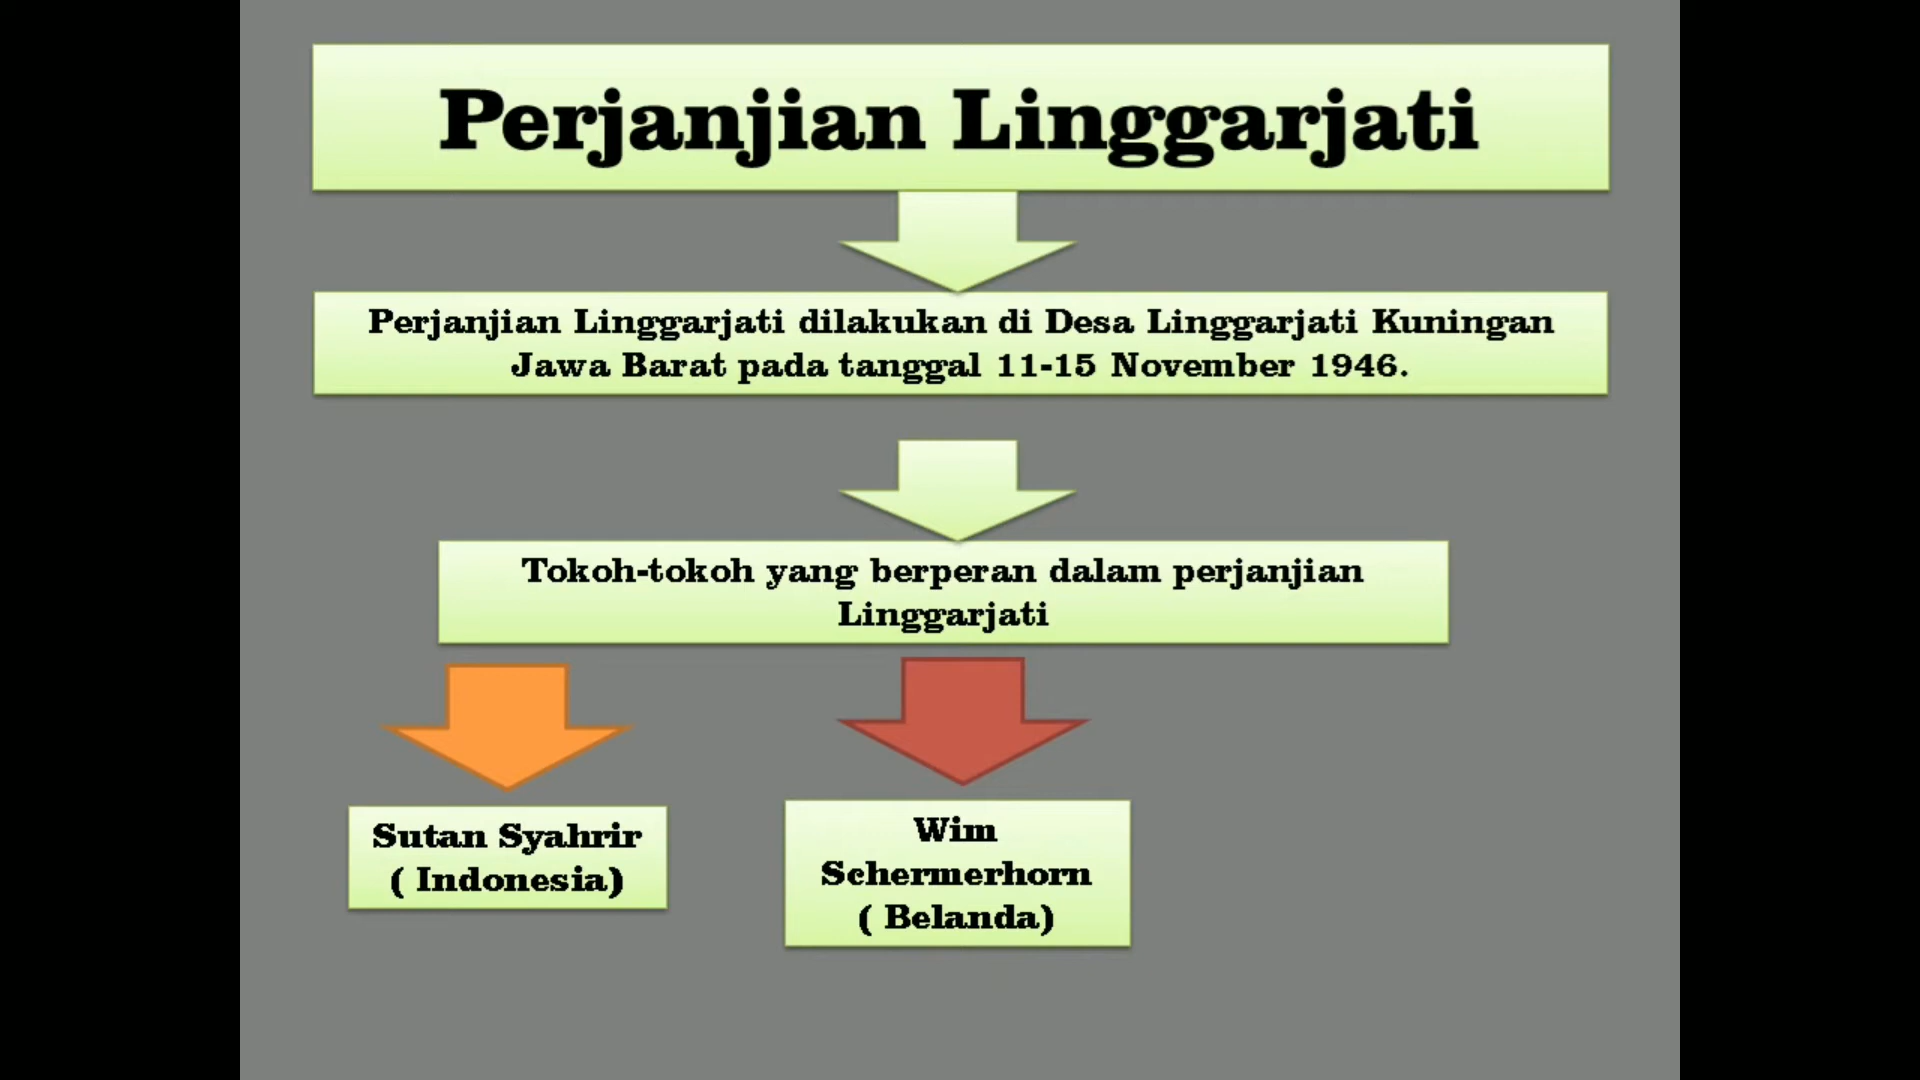 Perjanjian Linggarjati
Perjanjian Linggarjati dilakukan di Desa Linggarjati Kuningan
Jawa Barat pada tanggal 11-15 November 1946.
Tokoh-tokoh yang berperan dalam perjanjian
Linggarjati
Sutan Syahrir
( Indonesia)
Wim
Schermerhorn
( Belanda)